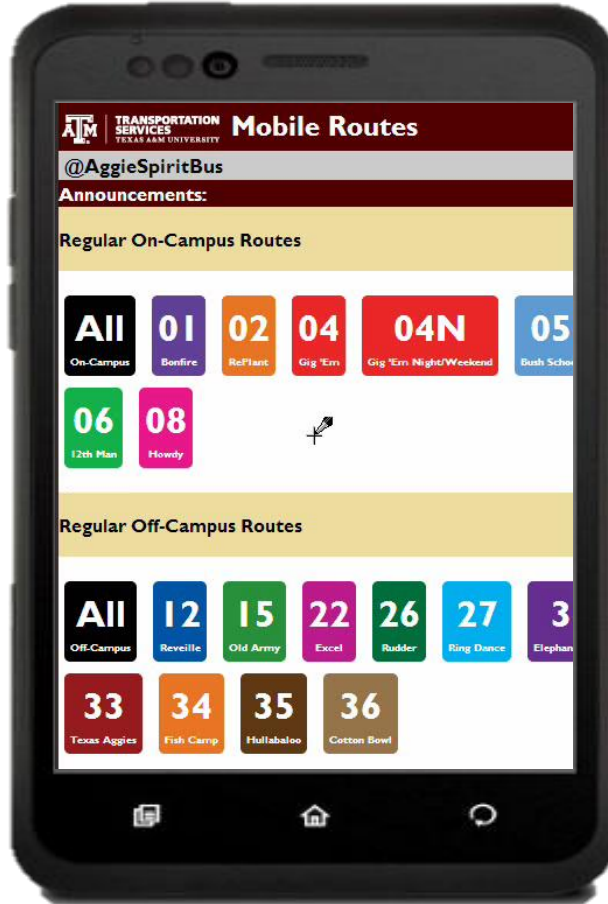 ĀM TRANSPORTATION SERVICES TEXAS A&M UNIVERSITY Mobile Routes
@AggieSpiritBus
Announcements:
Regular On-Campus Routes
All 01 02 04 04N 05
On-Campus Bonfire RePlant Gig 'Em Gig 'Em Night/Weekend Bush
06 08
12th Man Howdy
Regular Off-Campus Routes
All 12 15 22 26 27 3
Off-Campus Reveille Old Army Excel Rudder Ring Dance
33 34 35 36
Texas Aggies Fish Camp Hullabaloo Cotton Bowl